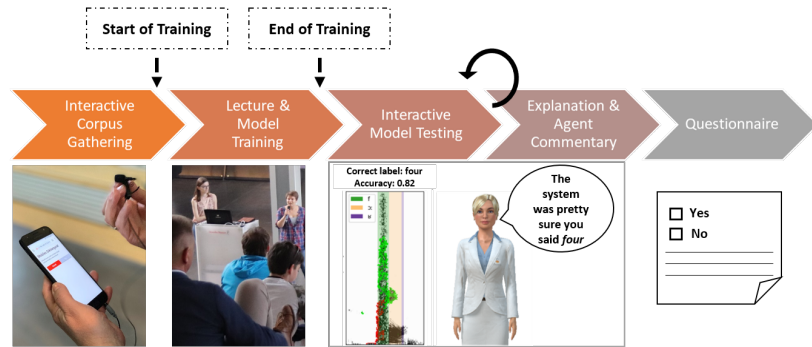 Start of Training
End of Training
Interactive
Corpus
Gathering
Lecture &
Model
Training
Interactive
Model Testing
Explanation &
Agent
Commentary
Questionnaire
Correct label: four
Accuracy: 0.82
f
ɔ:
ʁ
The
system
was pretty
sure you
said four
Yes
No